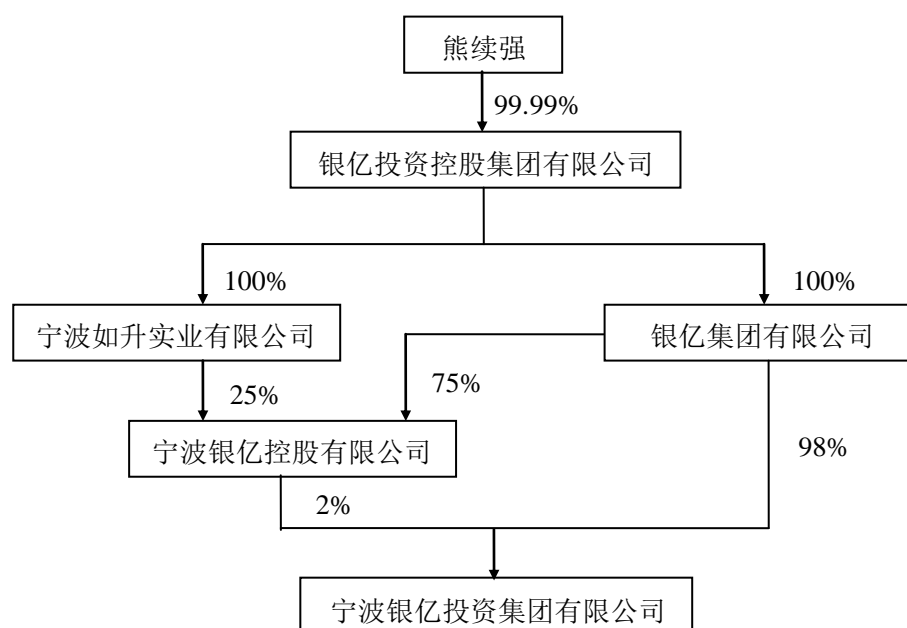 熊续强
99.99%
银亿投资控股集团有限公司
100%
100%
宁波如升实业有限公司
银亿集团有限公司
25%
75%
宁波银亿控股有限公司
98%
2%
宁波银亿投资集团有限公司